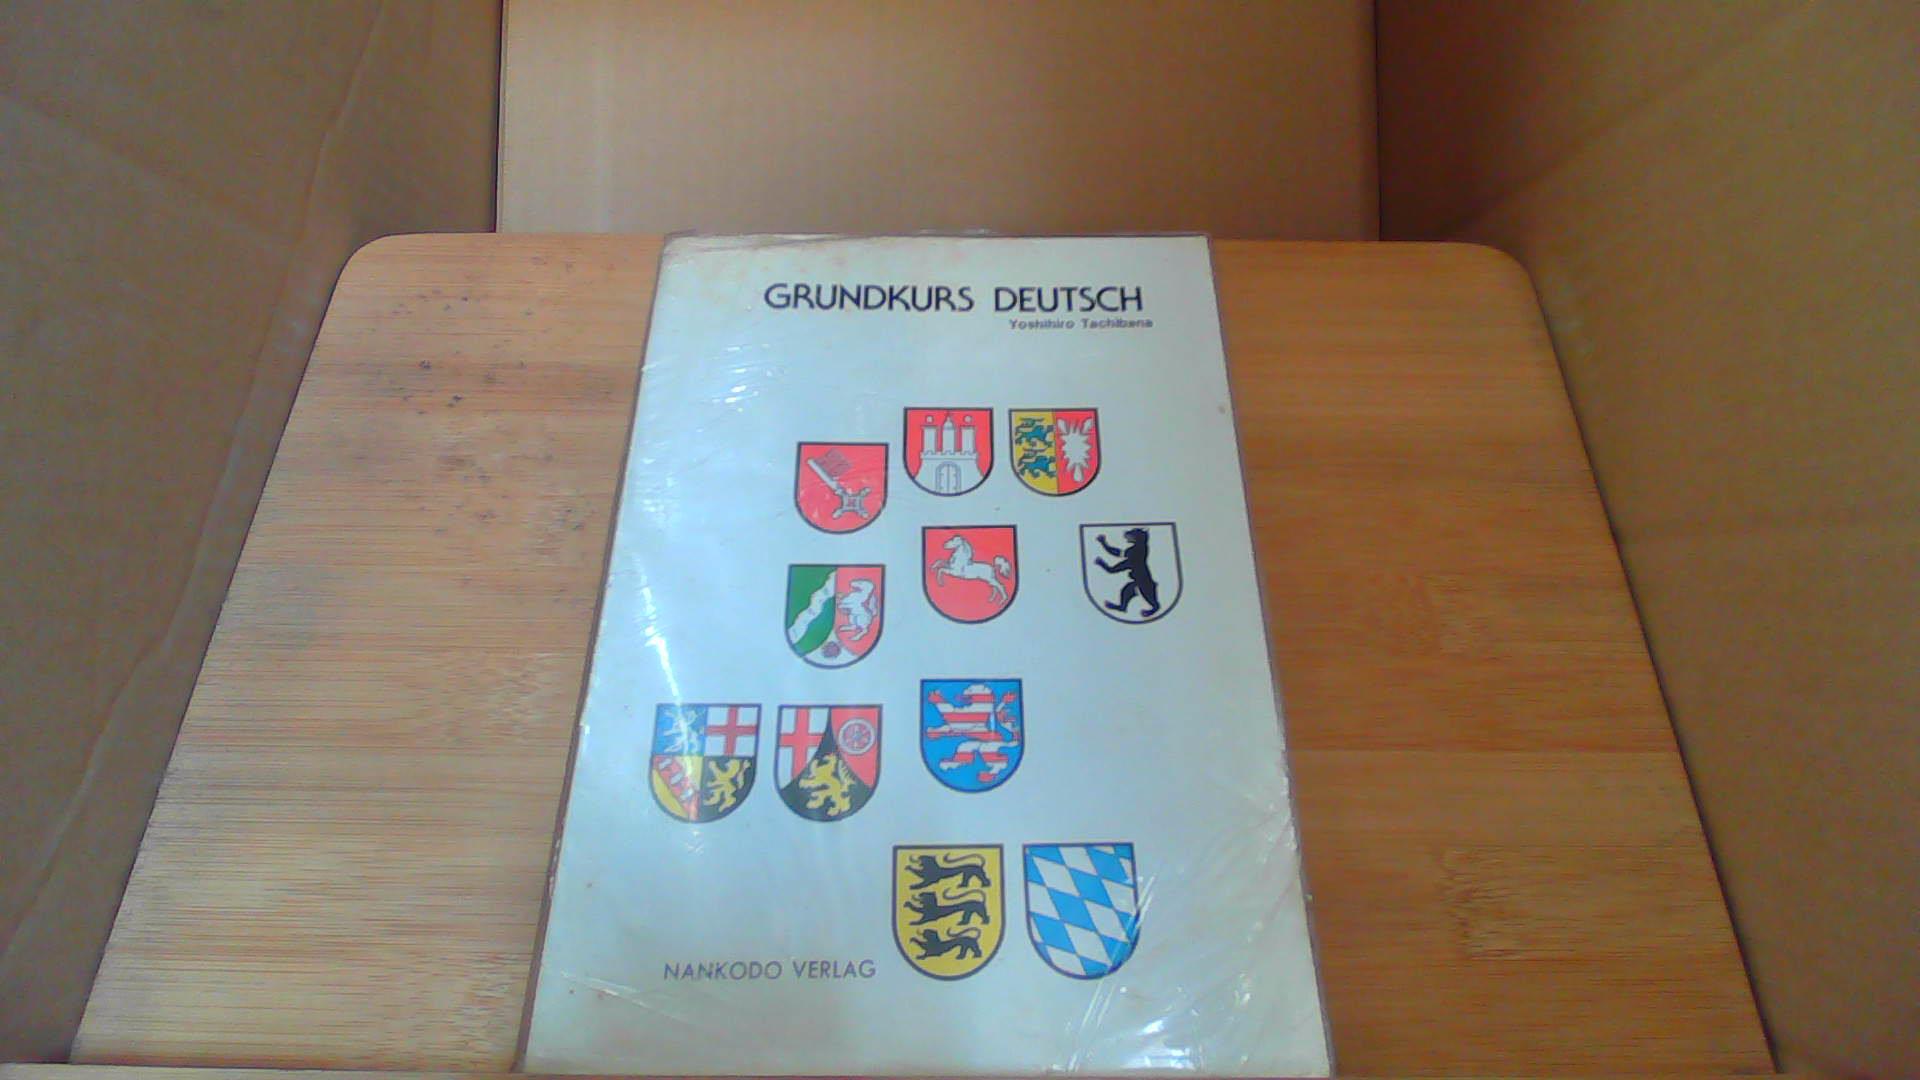 GRUNDKURS DEUTSCH
Yoshihiro Tachibana
NANKODO VERLAG